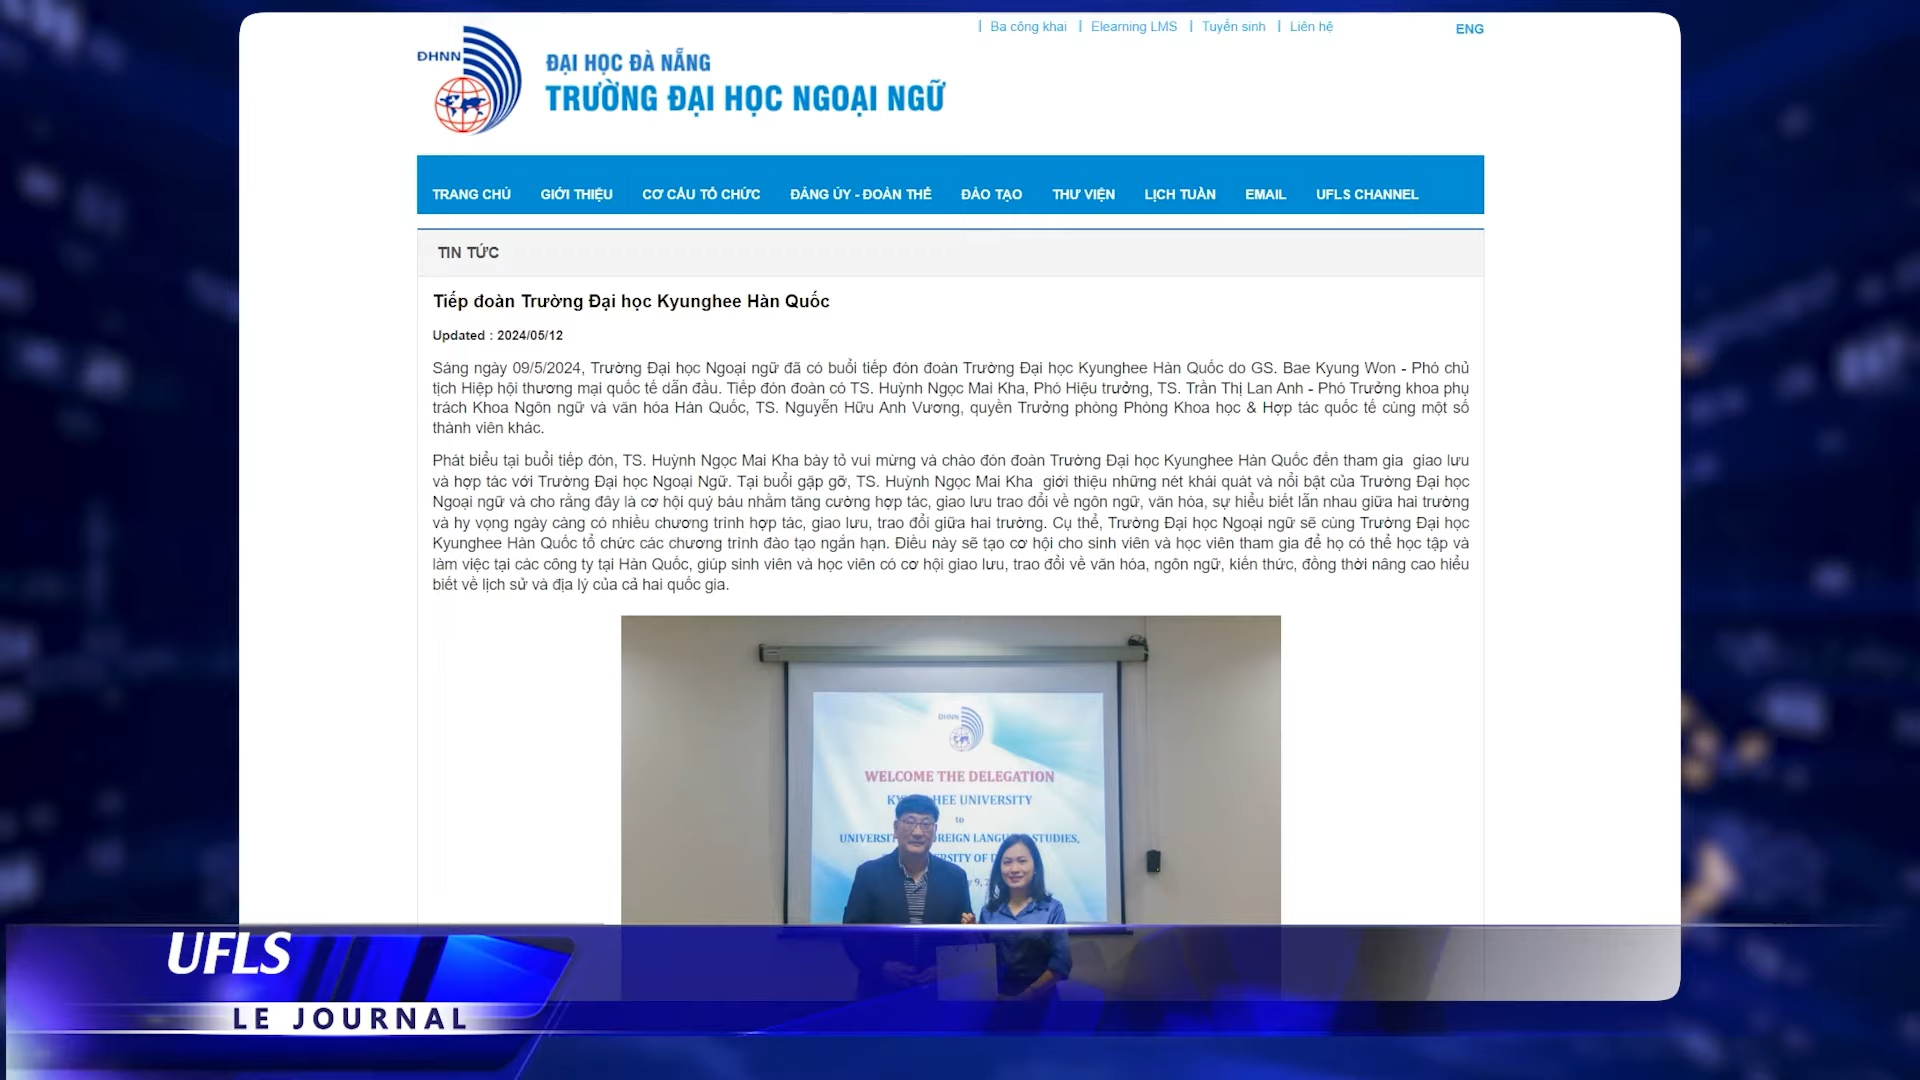 Ba công khai | Elearning LMS | Tuyển sinh | Liên hệ
ENG
ĐHNN
ĐẠI HỌC ĐÀ NẴNG
TRƯỜNG ĐẠI HỌC NGOẠI NGỮ
TRANG CHỦ GIỚI THIỆU CƠ CẤU TỔ CHỨC ĐẢNG ỦY - ĐOÀN THỂ ĐÀO TẠO THƯ VIỆN LỊCH TUẦN EMAIL UFLS CHANNEL
TIN TỨC
Tiếp đoàn Trường Đại học Kyunghee Hàn Quốc
Updated : 2024/05/12
Sáng ngày 09/5/2024, Trường Đại học Ngoại ngữ đã có buổi tiếp đón đoàn Trường Đại học Kyunghee Hàn Quốc do GS. Bae Kyung Won - Phó chủ
tịch Hiệp hội thương mại quốc tế dẫn đầu. Tiếp đón đoàn có TS. Huỳnh Ngọc Mai Kha, Phó Hiệu trưởng, TS. Trần Thị Lan Anh - Phó Trưởng khoa phụ
trách Khoa Ngôn ngữ và văn hóa Hàn Quốc, TS. Nguyễn Hữu Anh Vương, quyền Trưởng phòng Phòng Khoa học & Hợp tác quốc tế cùng một số
thành viên khác.
Phát biểu tại buổi tiếp đón, TS. Huỳnh Ngọc Mai Kha bày tỏ vui mừng và chào đón đoàn Trường Đại học Kyunghee Hàn Quốc đến tham gia giao lưu
và hợp tác với Trường Đại học Ngoại Ngữ. Tại buổi gặp gỡ, TS. Huỳnh Ngọc Mai Kha giới thiệu những nét khái quát và nổi bật của Trường Đại học
Ngoại ngữ và cho rằng đây là cơ hội quý báu nhằm tăng cường hợp tác, giao lưu trao đổi về ngôn ngữ, văn hóa, sự hiểu biết lẫn nhau giữa hai trường
và hy vọng ngày càng có nhiều chương trình hợp tác, giao lưu, trao đổi giữa hai trường. Cụ thể, Trường Đại học Ngoại ngữ sẽ cùng Trường Đại học
Kyunghee Hàn Quốc tổ chức các chương trình đào tạo ngắn hạn. Điều này sẽ tạo cơ hội cho sinh viên và học viên tham gia để họ có thể học tập và
làm việc tại các công ty tại Hàn Quốc, giúp sinh viên và học viên có cơ hội giao lưu, trao đổi về văn hóa, ngôn ngữ, kiến thức, đồng thời nâng cao hiểu
biết về lịch sử và địa lý của cả hai quốc gia.
ĐHNN
WELCOME THE DELEGATION
HEE UNIVERSITY
to
STUDIES,
UFLS
LE JOURNAL